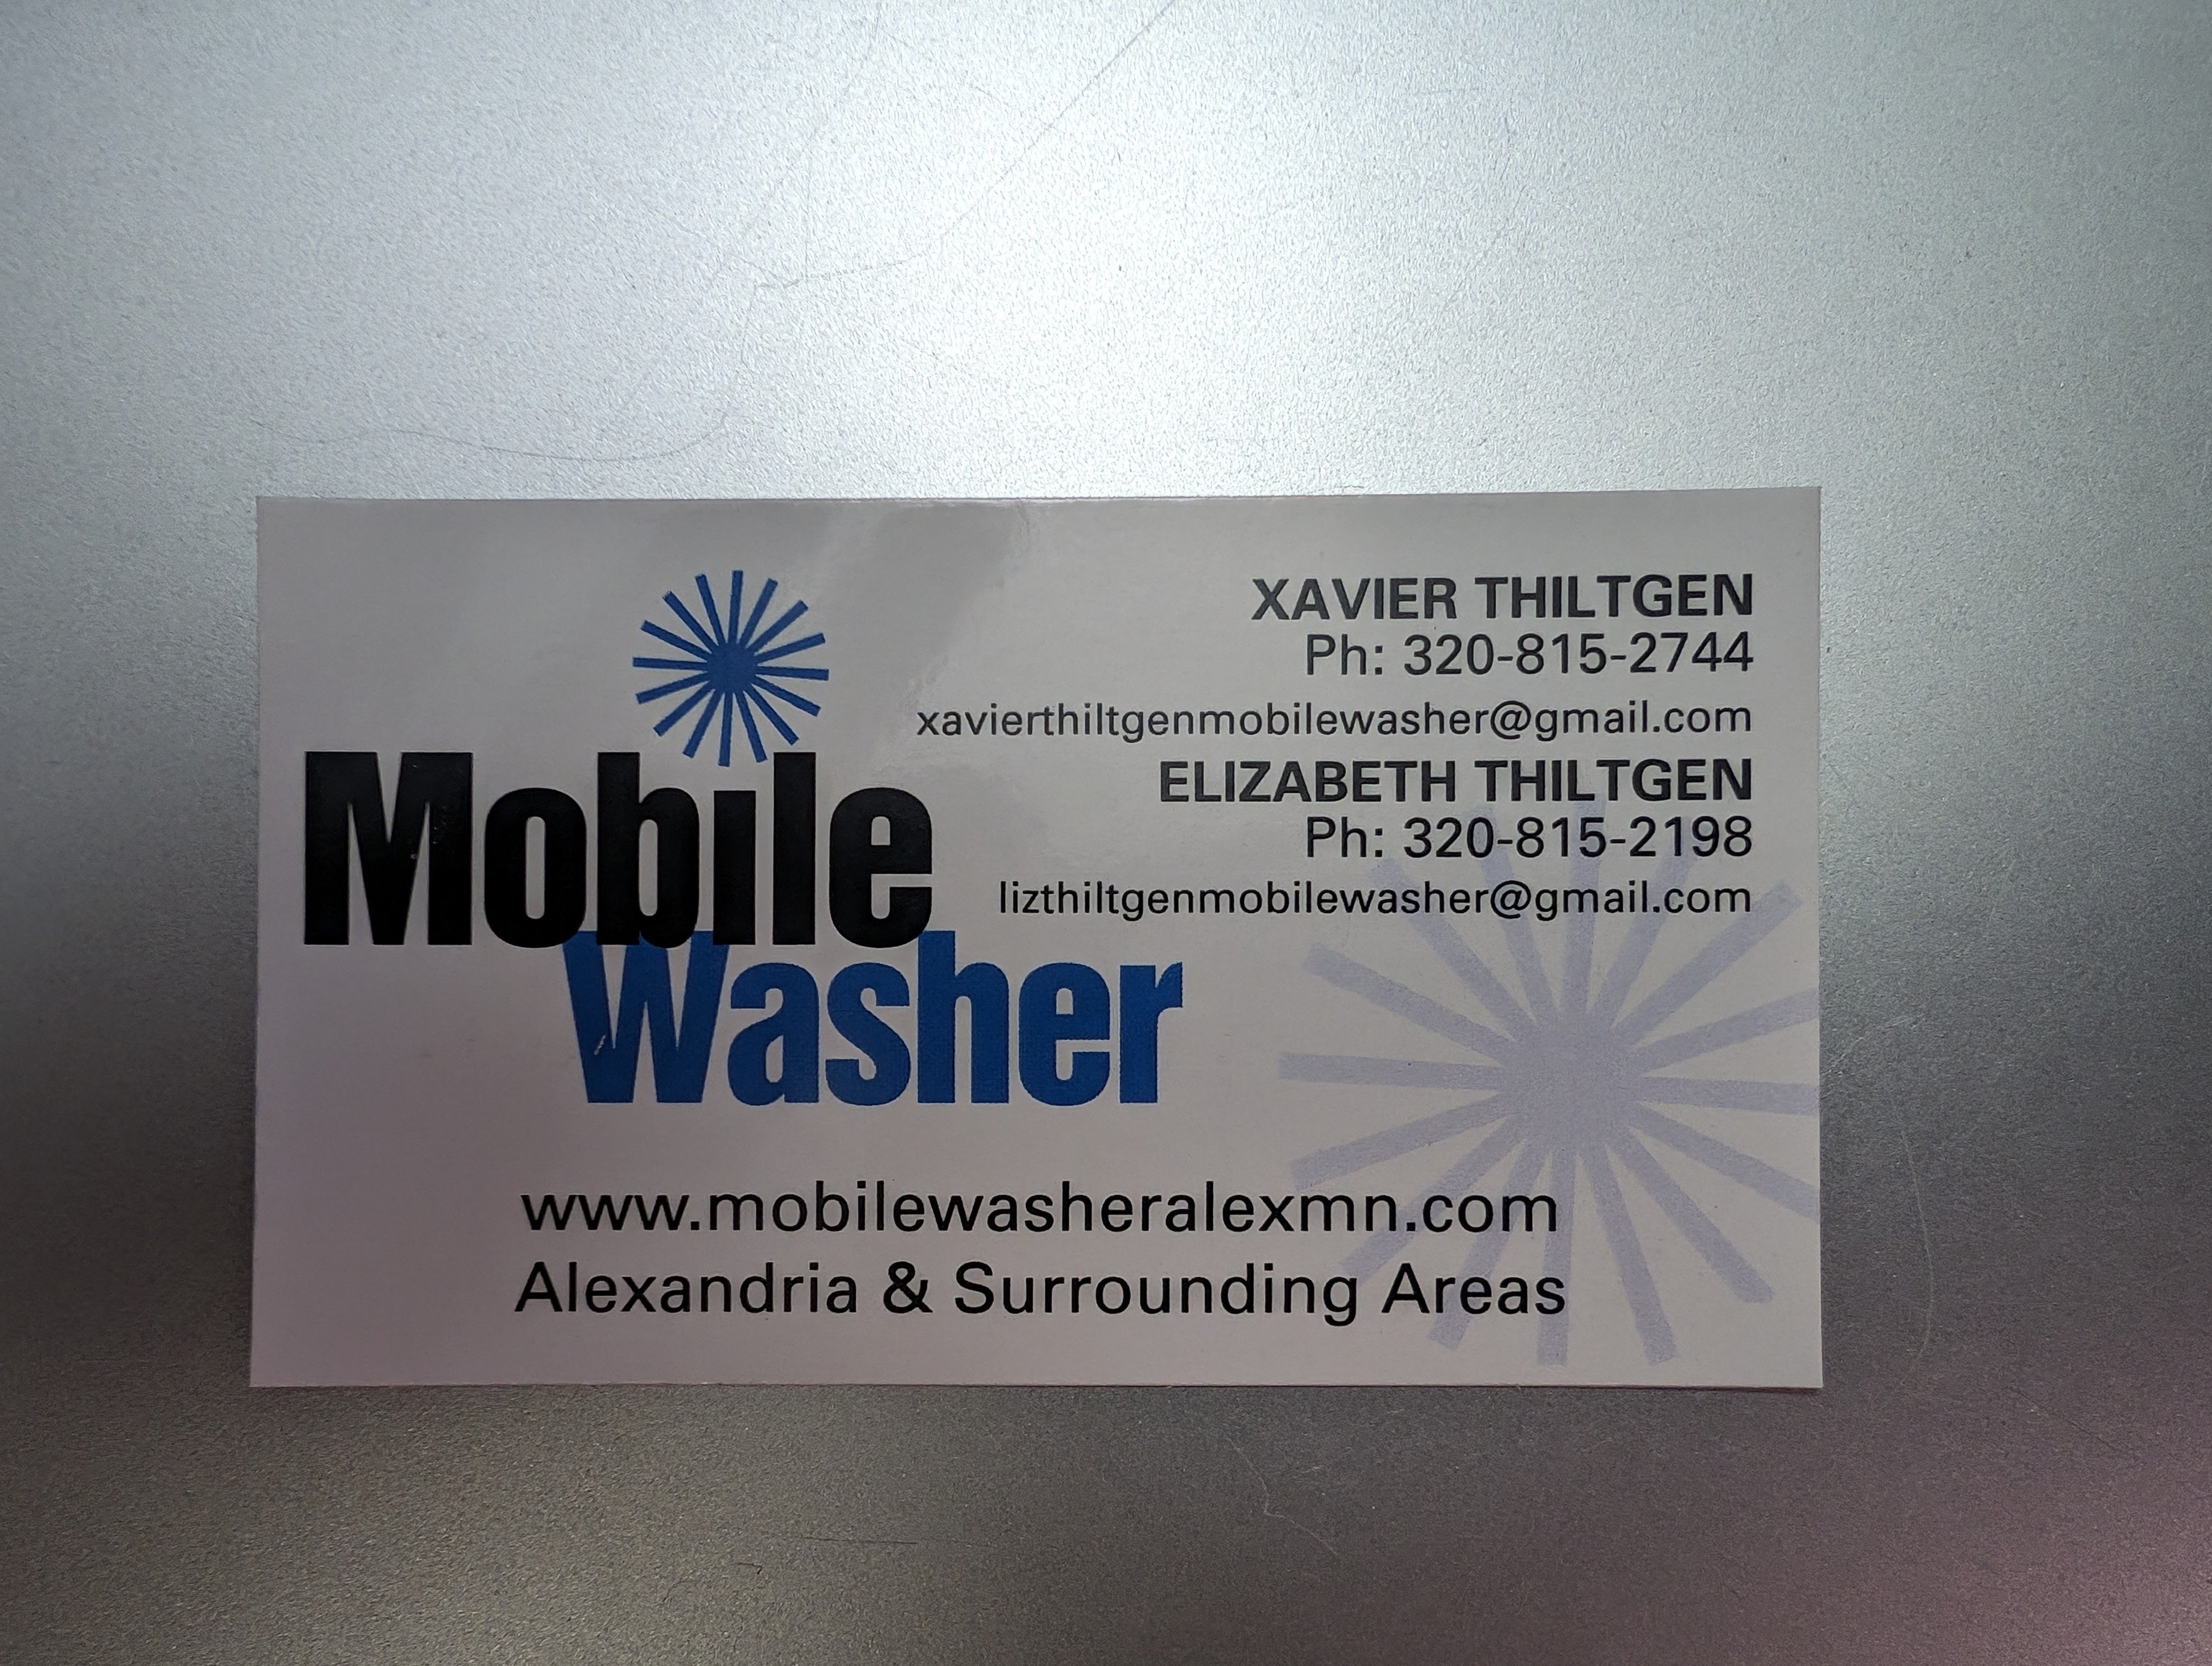 Mobile
Washer
XAVIER THILTGEN
Ph: 320-815-2744
xavierthiltgenmobilewasher@gmail.com
ELIZABETH THILTGEN
Ph: 320-815-2198
lizthiltgenmobilewasher@gmail.com
www.mobilewasheralexmn.com
Alexandria & Surrounding Areas